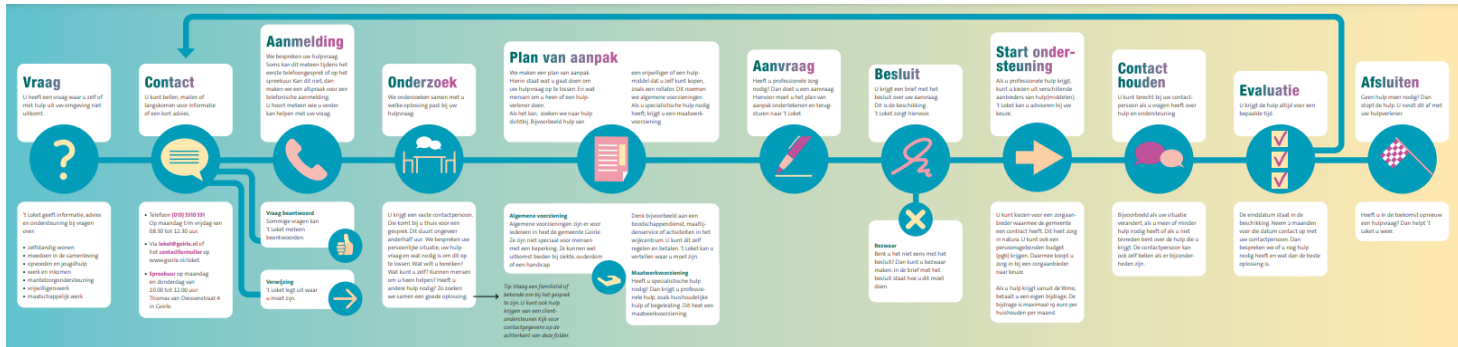 Vraag
U heeft een vraag waar u zelf of
met hulp uit uw omgeving niet
uitkomt.
't Loket geeft informatie, advies
en ondersteuning bij vragen
over:
• zelfstandig wonen
• meedoen in de samenleving
• opvoeden en jeugdhulp
• werk en inkomen
• mantelzorgondersteuning
• vrijwilligerswerk
• maatschappelijk werk
Contact
U kunt bellen, mailen of
langskomen voor informatie
of een kort advies.
• Telefoon (013) 5310 531
Op maandag t/m vrijdag van
08.30 tot 12.30 uur.
• Via loket@goirle.nl of
het contactformulier op
www.goirle.nl/loket.
• Spreekuur op maandag
en donderdag van
10.00 tot 12.00 uur.
Thomas van Diessenstraat 4
in Goirle.
Aanmelding
We bespreken uw hulpvraag.
Soms kan dit meteen tijdens het
eerste telefoongesprek of op het
spreekuur. Kan dit niet, dan
maken we een afspraak voor een
telefonische aanmelding.
U hoort meteen wie u verder
kan helpen met uw vraag.
Vraag beantwoord
Sommige vragen kan
't Loket meteen
beantwoorden.
Verwijzing
't Loket legt uit waar
u moet zijn.
Onderzoek
We onderzoeken samen met u
welke oplossing past bij uw
hulpvraag.
U krijgt een vaste contactpersoon.
Die komt bij u thuis voor een
gesprek. Dit duurt ongeveer
anderhalf uur. We bespreken uw
persoonlijke situatie, uw hulp-
vraag en wat nodig is om dit op
te lossen. Wat wil u bereiken?
Wat kunt u zelf? Kunnen mensen
om u heen helpen? Heeft u
andere hulp nodig? Zo zoeken
we samen een goede oplossing.
Tip: Vraag een familielid of
bekende om bij het gesprek
te zijn. U kunt ook hulp
krijgen van een client-
ondersteuner. Kijk voor
contactgegevens op de
achterkant van deze folder.
Plan van aanpak
We maken een plan van aanpak.
Hierin staat wat u gaat doen om
uw hulpvraag op te lossen. En wat
mensen om u heen of een hulp-
verlener doen.
Als het kan, zoeken we naar hulp
dichtbij. Bijvoorbeeld hulp van
een vrijwilliger of een hulp-
middel dat u zelf kunt kopen,
zoals een rollator. Dit noemen
we algemene voorzieningen.
Als u specialistische hulp nodig
heeft, krijgt u een maatwerk-
voorziening.
Algemene voorziening
Algemene voorzieningen zijn er voor
iedereen in heel de gemeente Goirle.
Ze zijn niet speciaal voor mensen
met een beperking. Ze kunnen wel
uitkomst bieden bij ziekte, ouderdom
of een handicap.
Denk bijvoorbeeld aan een
boodschappendienst, maaltijd-
denservice of activiteiten in het
wijkcentrum. U kunt dit zelf
regelen en betalen. 't Loket kan u
vertellen waar u moet zijn.
Maatwerkvoorziening
Heeft u specialistische hulp
nodig? Dan krijgt u professio-
nele hulp, zoals huishoudelijke
hulp of begeleiding. Dit heet een
maatwerkvoorziening.
Aanvraag
Heeft u professionele zorg
nodig? Dan doet u een aanvraag.
Hiervoor moet u het plan van
aanpak ondertekenen en terug-
sturen naar 't Loket.
Besluit
U krijgt een brief met het
besluit over uw aanvraag.
Dit is de beschikking.
't Loket zorgt hiervoor.
Bezwaar
Bent u het niet eens met het
besluit? Dan kunt u bezwaar
maken. In de brief met het
besluit staat hoe u dit moet
doen.
Start onder-
steuning
Als u professionele hulp krijgt,
kunt u kiezen uit verschillende
aanbieders van hulp(middelen).
't Loket kan u adviseren bij uw
keuze.
U kunt kiezen voor een zorgaan-
bieder waarmee de gemeente
een contract heeft. Dit heet zorg
in natura. U kunt ook een
persoonsgebonden budget
(pgb) krijgen. Daarmee koopt u
zorg in bij een zorgaanbieder
naar keuze.
Als u hulp krijgt vanuit de Wmo,
betaalt u een eigen bijdrage. De
bijdrage is maximaal 19 euro per
huishouden per maand.
Contact
houden
U kunt terecht bij uw contact-
persoon als u vragen heeft over
hulp en ondersteuning.
Bijvoorbeeld als uw situatie
verandert, als u meer of minder
hulp nodig heeft of als u niet
tevreden bent over de hulp die u
krijgt. De contactpersoon kan
ook zelf bellen als er bijzonder-
heden zijn.
Evaluatie
U krijgt de hulp altijd voor een
bepaalde tijd.
De einddatum staat in de
beschikking. Neem 2 maanden
voor die datum contact op met
uw contactpersoon. Dan
bespreken we of u nog hulp
nodig heeft en wat dan de beste
oplossing is.
Afsluiten
Geen hulp meer nodig? Dan
stopt de hulp. U rondt dit af met
uw hulpverlener.
Heeft u in de toekomst opnieuw
een hulpvraag? Dan helpt 't
Loket u weer.